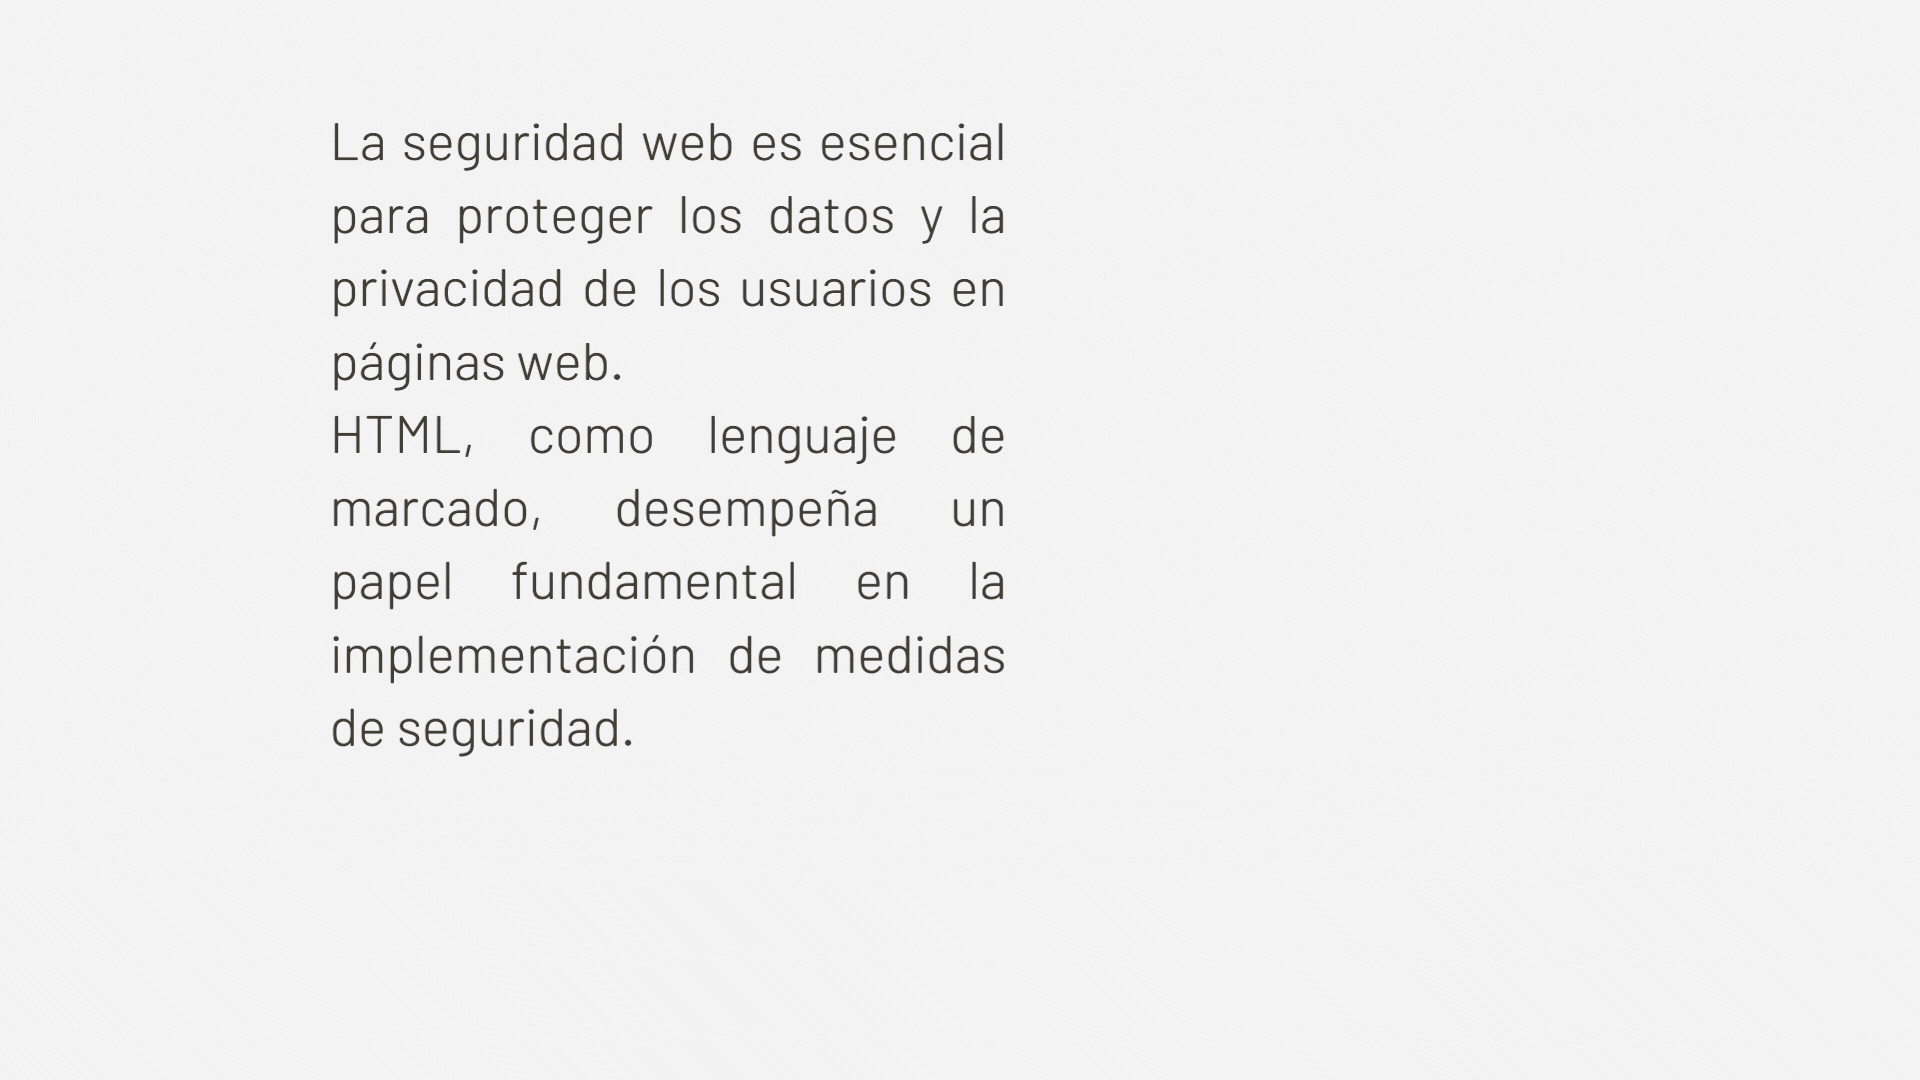 La seguridad web es esencial
para proteger los datos y la
privacidad de los usuarios en
páginas web.
HTML, como lenguaje de
marcado, desempeña un
papel fundamental en la
implementación de medidas
de seguridad.